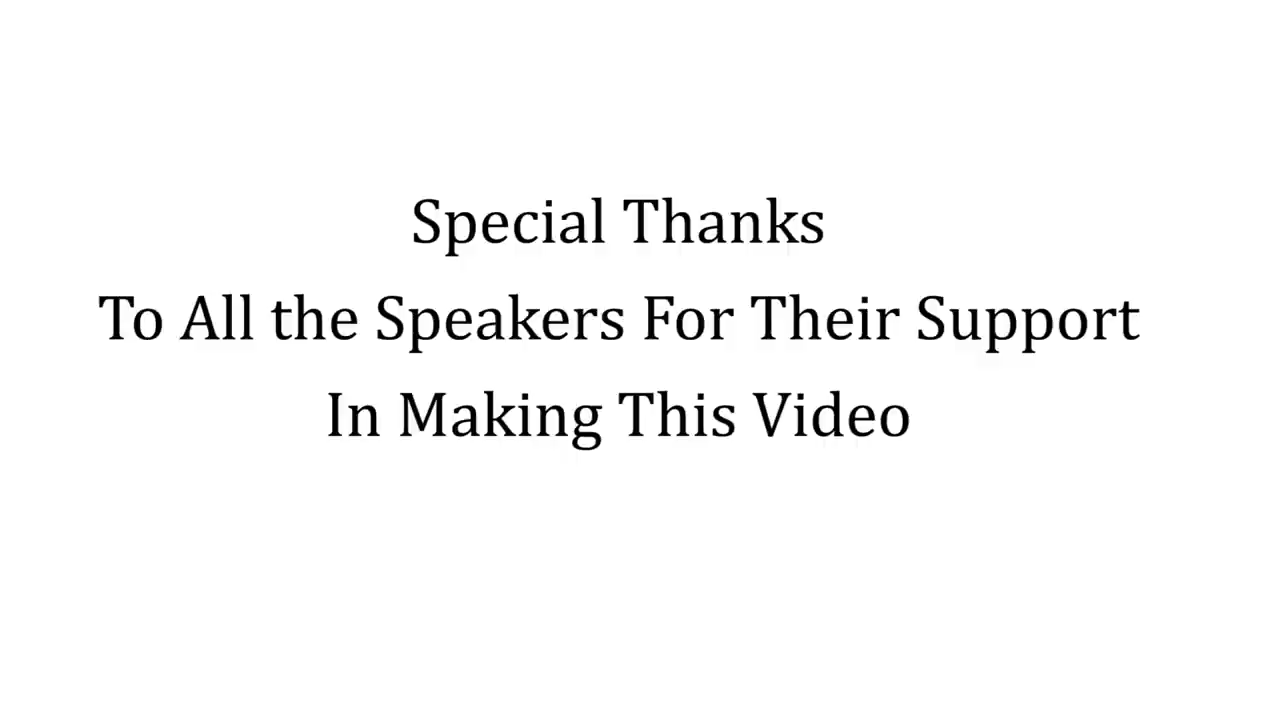 Special Thanks
To All the Speakers For Their Support
In Making This Video